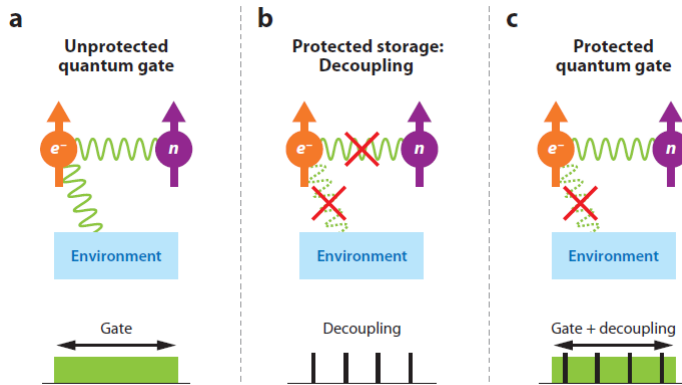 a
Unprotected
quantum gate
e⁻
n
Environment
Gate
b
Protected storage:
Decoupling
e⁻
n
Environment
Decoupling
c
Protected
quantum gate
e⁻
n
Environment
Gate + decoupling